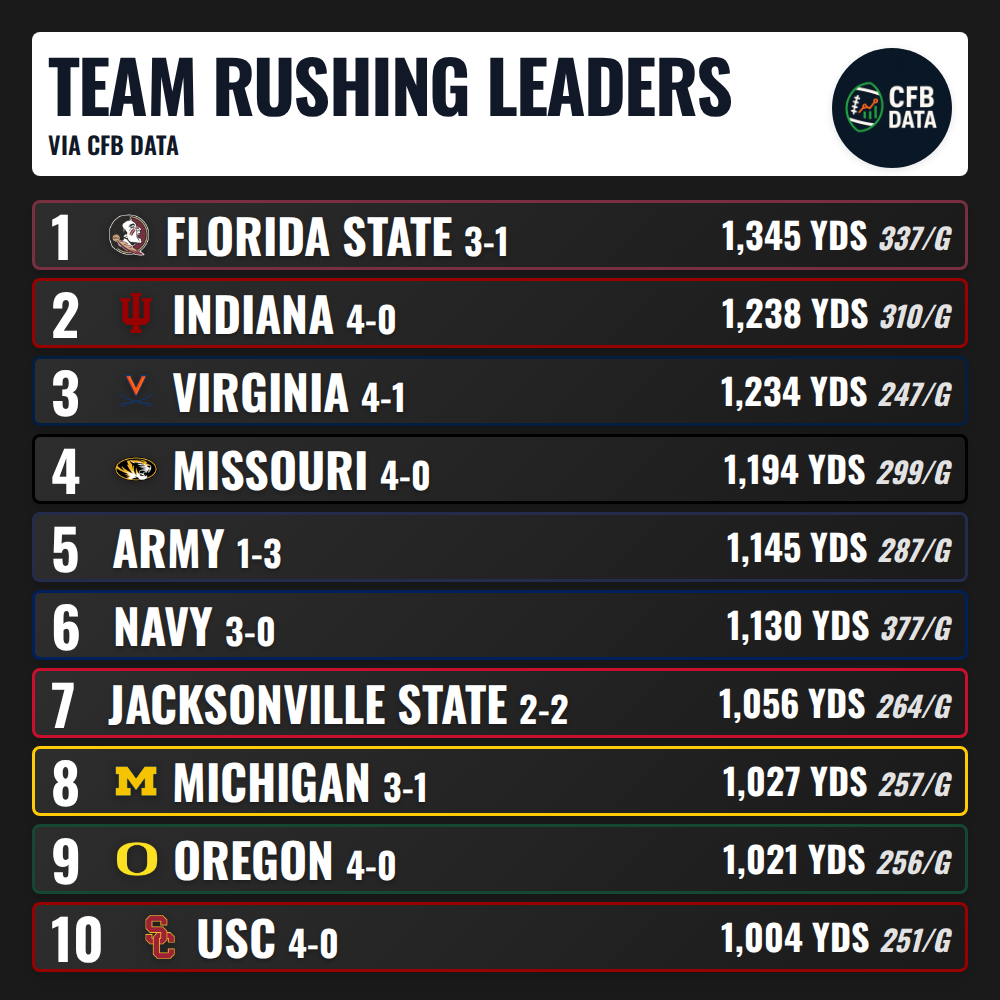 TEAM RUSHING LEADERS
VIA CFB DATA
CFB
DATA
1 FLORIDA STATE 3-1 1,345 YDS 337/G
2 INDIANA 4-0 1,238 YDS 310/G
3 VIRGINIA 4-1 1,234 YDS 247/G
4 MISSOURI 4-0 1,194 YDS 299/G
5 ARMY 1-3 1,145 YDS 287/G
6 NAVY 3-0 1,130 YDS 377/G
7 JACKSONVILLE STATE 2-2 1,056 YDS 264/G
8 M MICHIGAN 3-1 1,027 YDS 257/G
9 O OREGON 4-0 1,021 YDS 256/G
10 SC USC 4-0 1,004 YDS 251/G